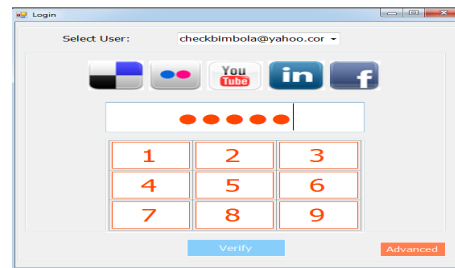 Login
Select User: checkbimbola@yahoo.cor
You Tube in f
1 2 3
4 5 6
7 8 9
Verify Advanced